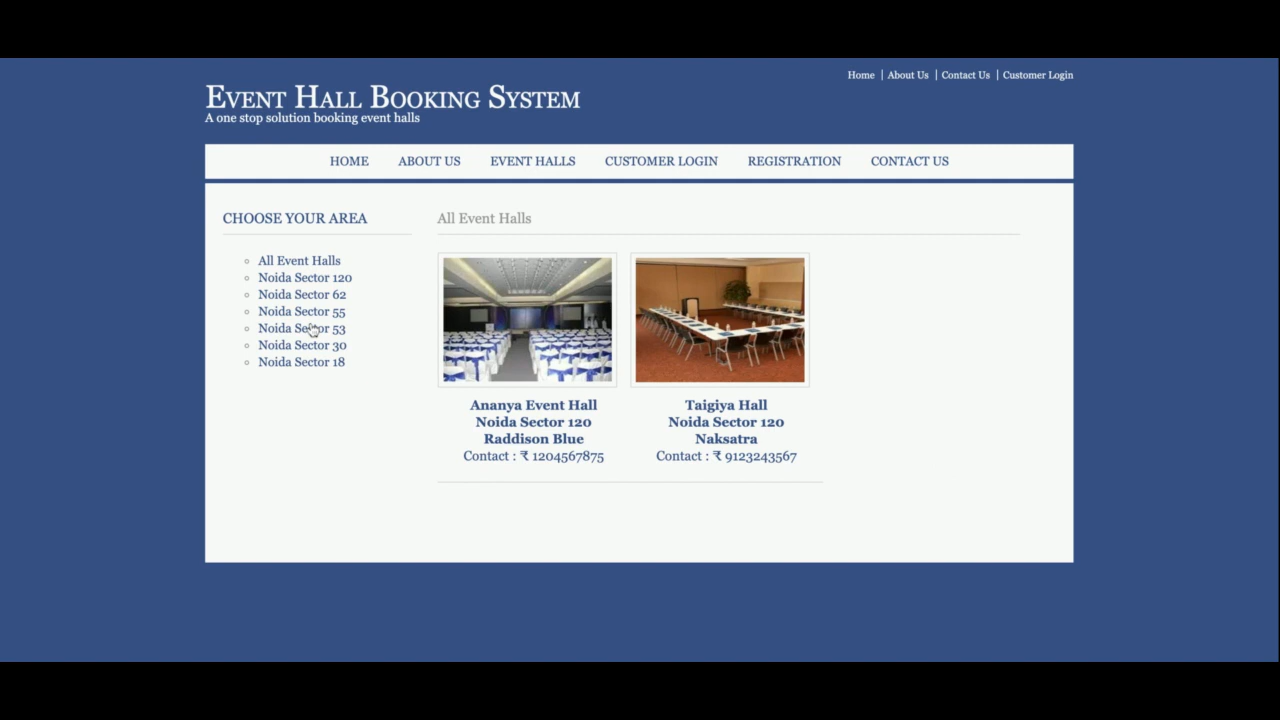 Home | About Us | Contact Us | Customer Login
Event Hall Booking System
A one stop solution booking event halls
HOME ABOUT US EVENT HALLS CUSTOMER LOGIN REGISTRATION CONTACT US
CHOOSE YOUR AREA
All Event Halls
Noida Sector 120
Noida Sector 62
Noida Sector 55
Noida Sector 53
Noida Sector 30
Noida Sector 18
All Event Halls
Ananya Event Hall
Noida Sector 120
Raddison Blue
Contact : ₹ 1204567875
Taigiya Hall
Noida Sector 120
Naksatra
Contact : ₹ 9123243567